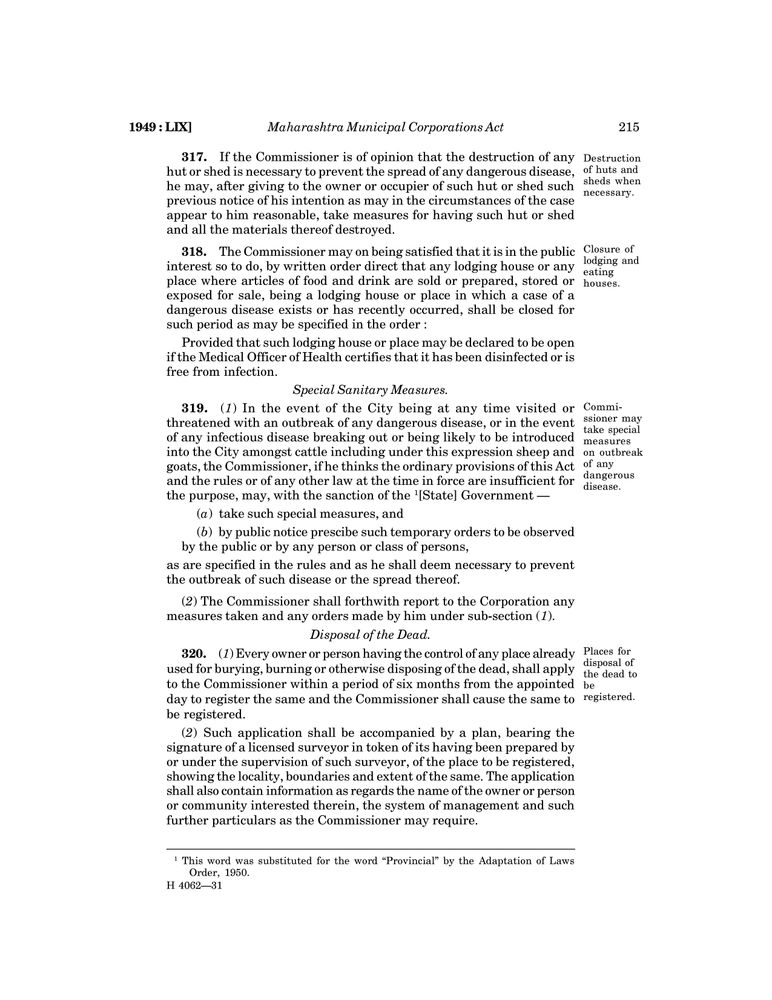 1949 : LIX] Maharashtra Municipal Corporations Act 215
317. If the Commissioner is of opinion that the destruction of any
hut or shed is necessary to prevent the spread of any dangerous disease,
he may, after giving to the owner or occupier of such hut or shed such
previous notice of his intention as may in the circumstances of the case
appear to him reasonable, take measures for having such hut or shed
and all the materials thereof destroyed.
Destruction
of huts and
sheds when
necessary.
318. The Commissioner may on being satisfied that it is in the public
interest so to do, by written order direct that any lodging house or any
place where articles of food and drink are sold or prepared, stored or
exposed for sale, being a lodging house or place in which a case of a
dangerous disease exists or has recently occurred, shall be closed for
such period as may be specified in the order :
Closure of
lodging and
eating
houses.
Provided that such lodging house or place may be declared to be open
if the Medical Officer of Health certifies that it has been disinfected or is
free from infection.
Special Sanitary Measures.
319. (1) In the event of the City being at any time visited or
threatened with an outbreak of any dangerous disease, or in the event
of any infectious disease breaking out or being likely to be introduced
into the City amongst cattle including under this expression sheep and
goats, the Commissioner, if he thinks the ordinary provisions of this Act
and the rules or of any other law at the time in force are insufficient for
the purpose, may, with the sanction of the 1[State] Government —
Commi-
ssioner may
take special
measures
on outbreak
of any
dangerous
disease.
(a) take such special measures, and
(b) by public notice prescibe such temporary orders to be observed
by the public or by any person or class of persons,
as are specified in the rules and as he shall deem necessary to prevent
the outbreak of such disease or the spread thereof.
(2) The Commissioner shall forthwith report to the Corporation any
measures taken and any orders made by him under sub-section (1).
Disposal of the Dead.
320. (1) Every owner or person having the control of any place already
used for burying, burning or otherwise disposing of the dead, shall apply
to the Commissioner within a period of six months from the appointed
day to register the same and the Commissioner shall cause the same to
be registered.
Places for
disposal of
the dead to
be
registered.
(2) Such application shall be accompanied by a plan, bearing the
signature of a licensed surveyor in token of its having been prepared by
or under the supervision of such surveyor, of the place to be registered,
showing the locality, boundaries and extent of the same. The application
shall also contain information as regards the name of the owner or person
or community interested therein, the system of management and such
further particulars as the Commissioner may require.
1 This word was substituted for the word “Provincial” by the Adaptation of Laws
Order, 1950.
H 4062—31